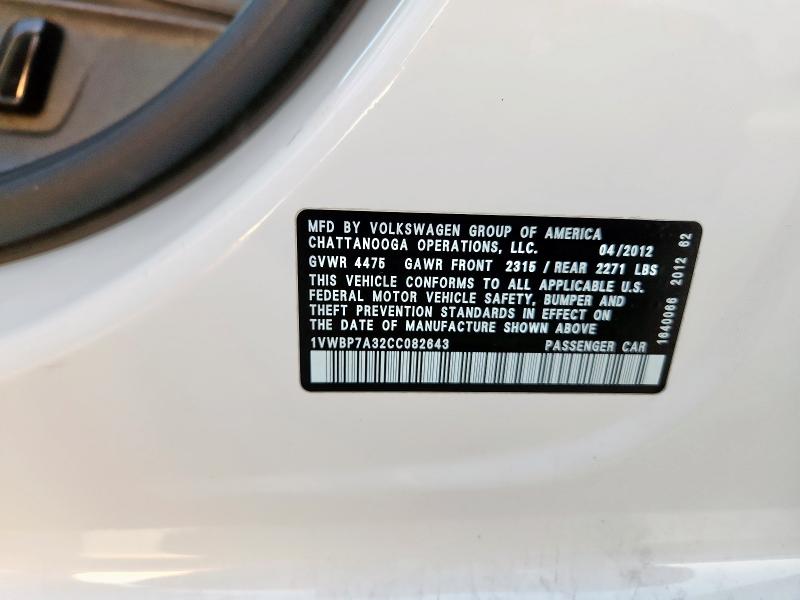 MFD BY VOLKSWAGEN GROUP OF AMERICA
CHATTANOOGA OPERATIONS, LLC. 04/2012
GVWR 4475 GAWR FRONT 2315 / REAR 2271 LBS
THIS VEHICLE CONFORMS TO ALL APPLICABLE U.S.
FEDERAL MOTOR VEHICLE SAFETY, BUMPER AND
THEFT PREVENTION STANDARDS IN EFFECT ON
THE DATE OF MANUFACTURE SHOWN ABOVE
1VWBP7A32CC082643 PASSENGER CAR
1640066 2012 62